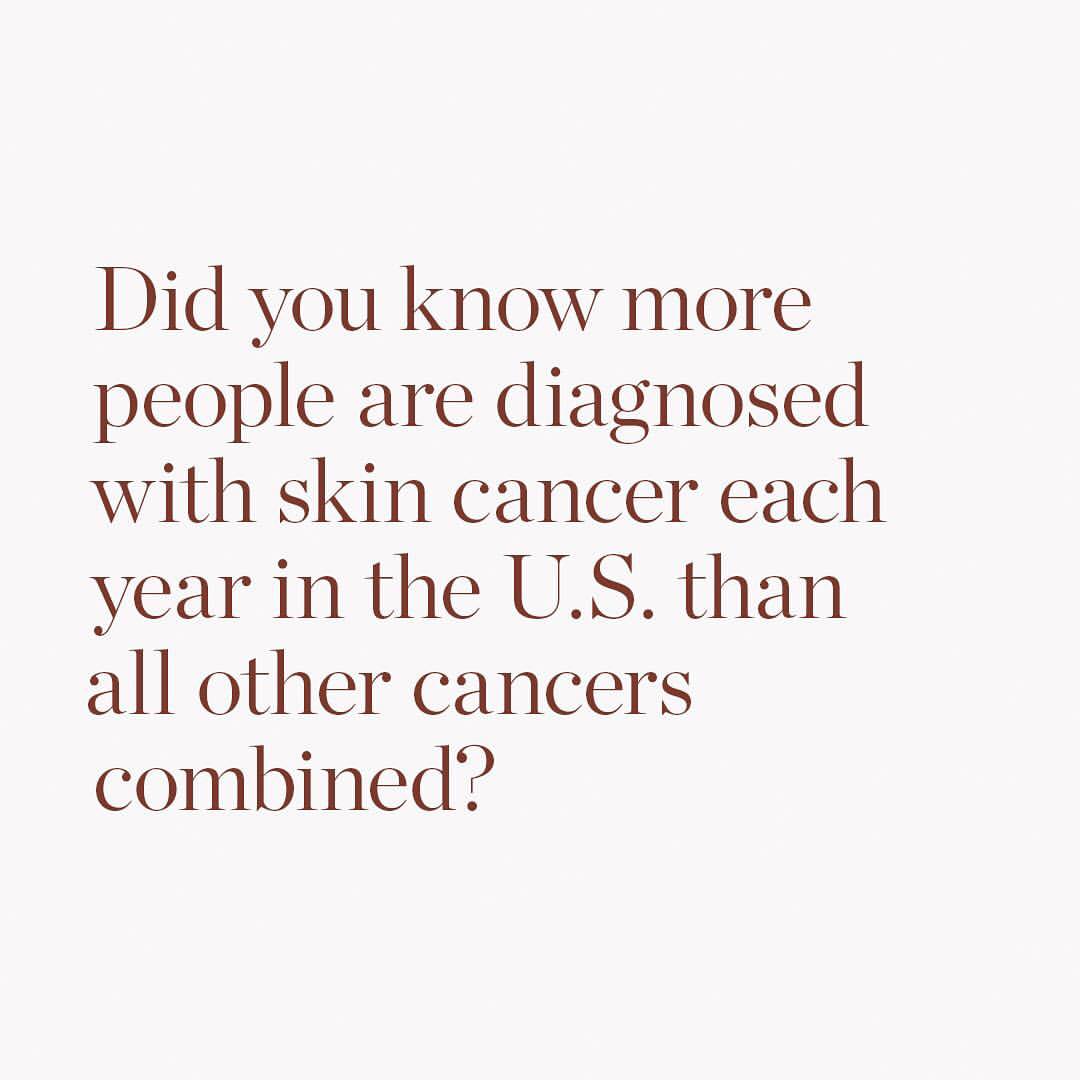 Did you know more
people are diagnosed
with skin cancer each
year in the U.S. than
all other cancers
combined?